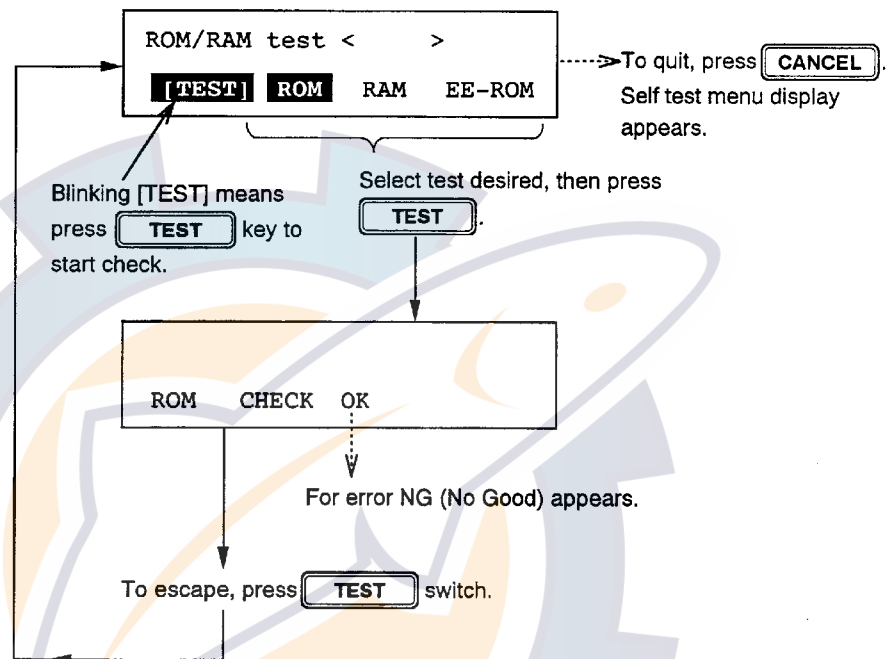 ROM/RAM test <      >
[TEST] ROM RAM EE-ROM
To quit, press CANCEL.
Self test menu display
appears.
Blinking [TEST] means
press TEST key to
start check.
Select test desired, then press
TEST.
ROM CHECK OK
For error NG (No Good) appears.
To escape, press TEST switch.